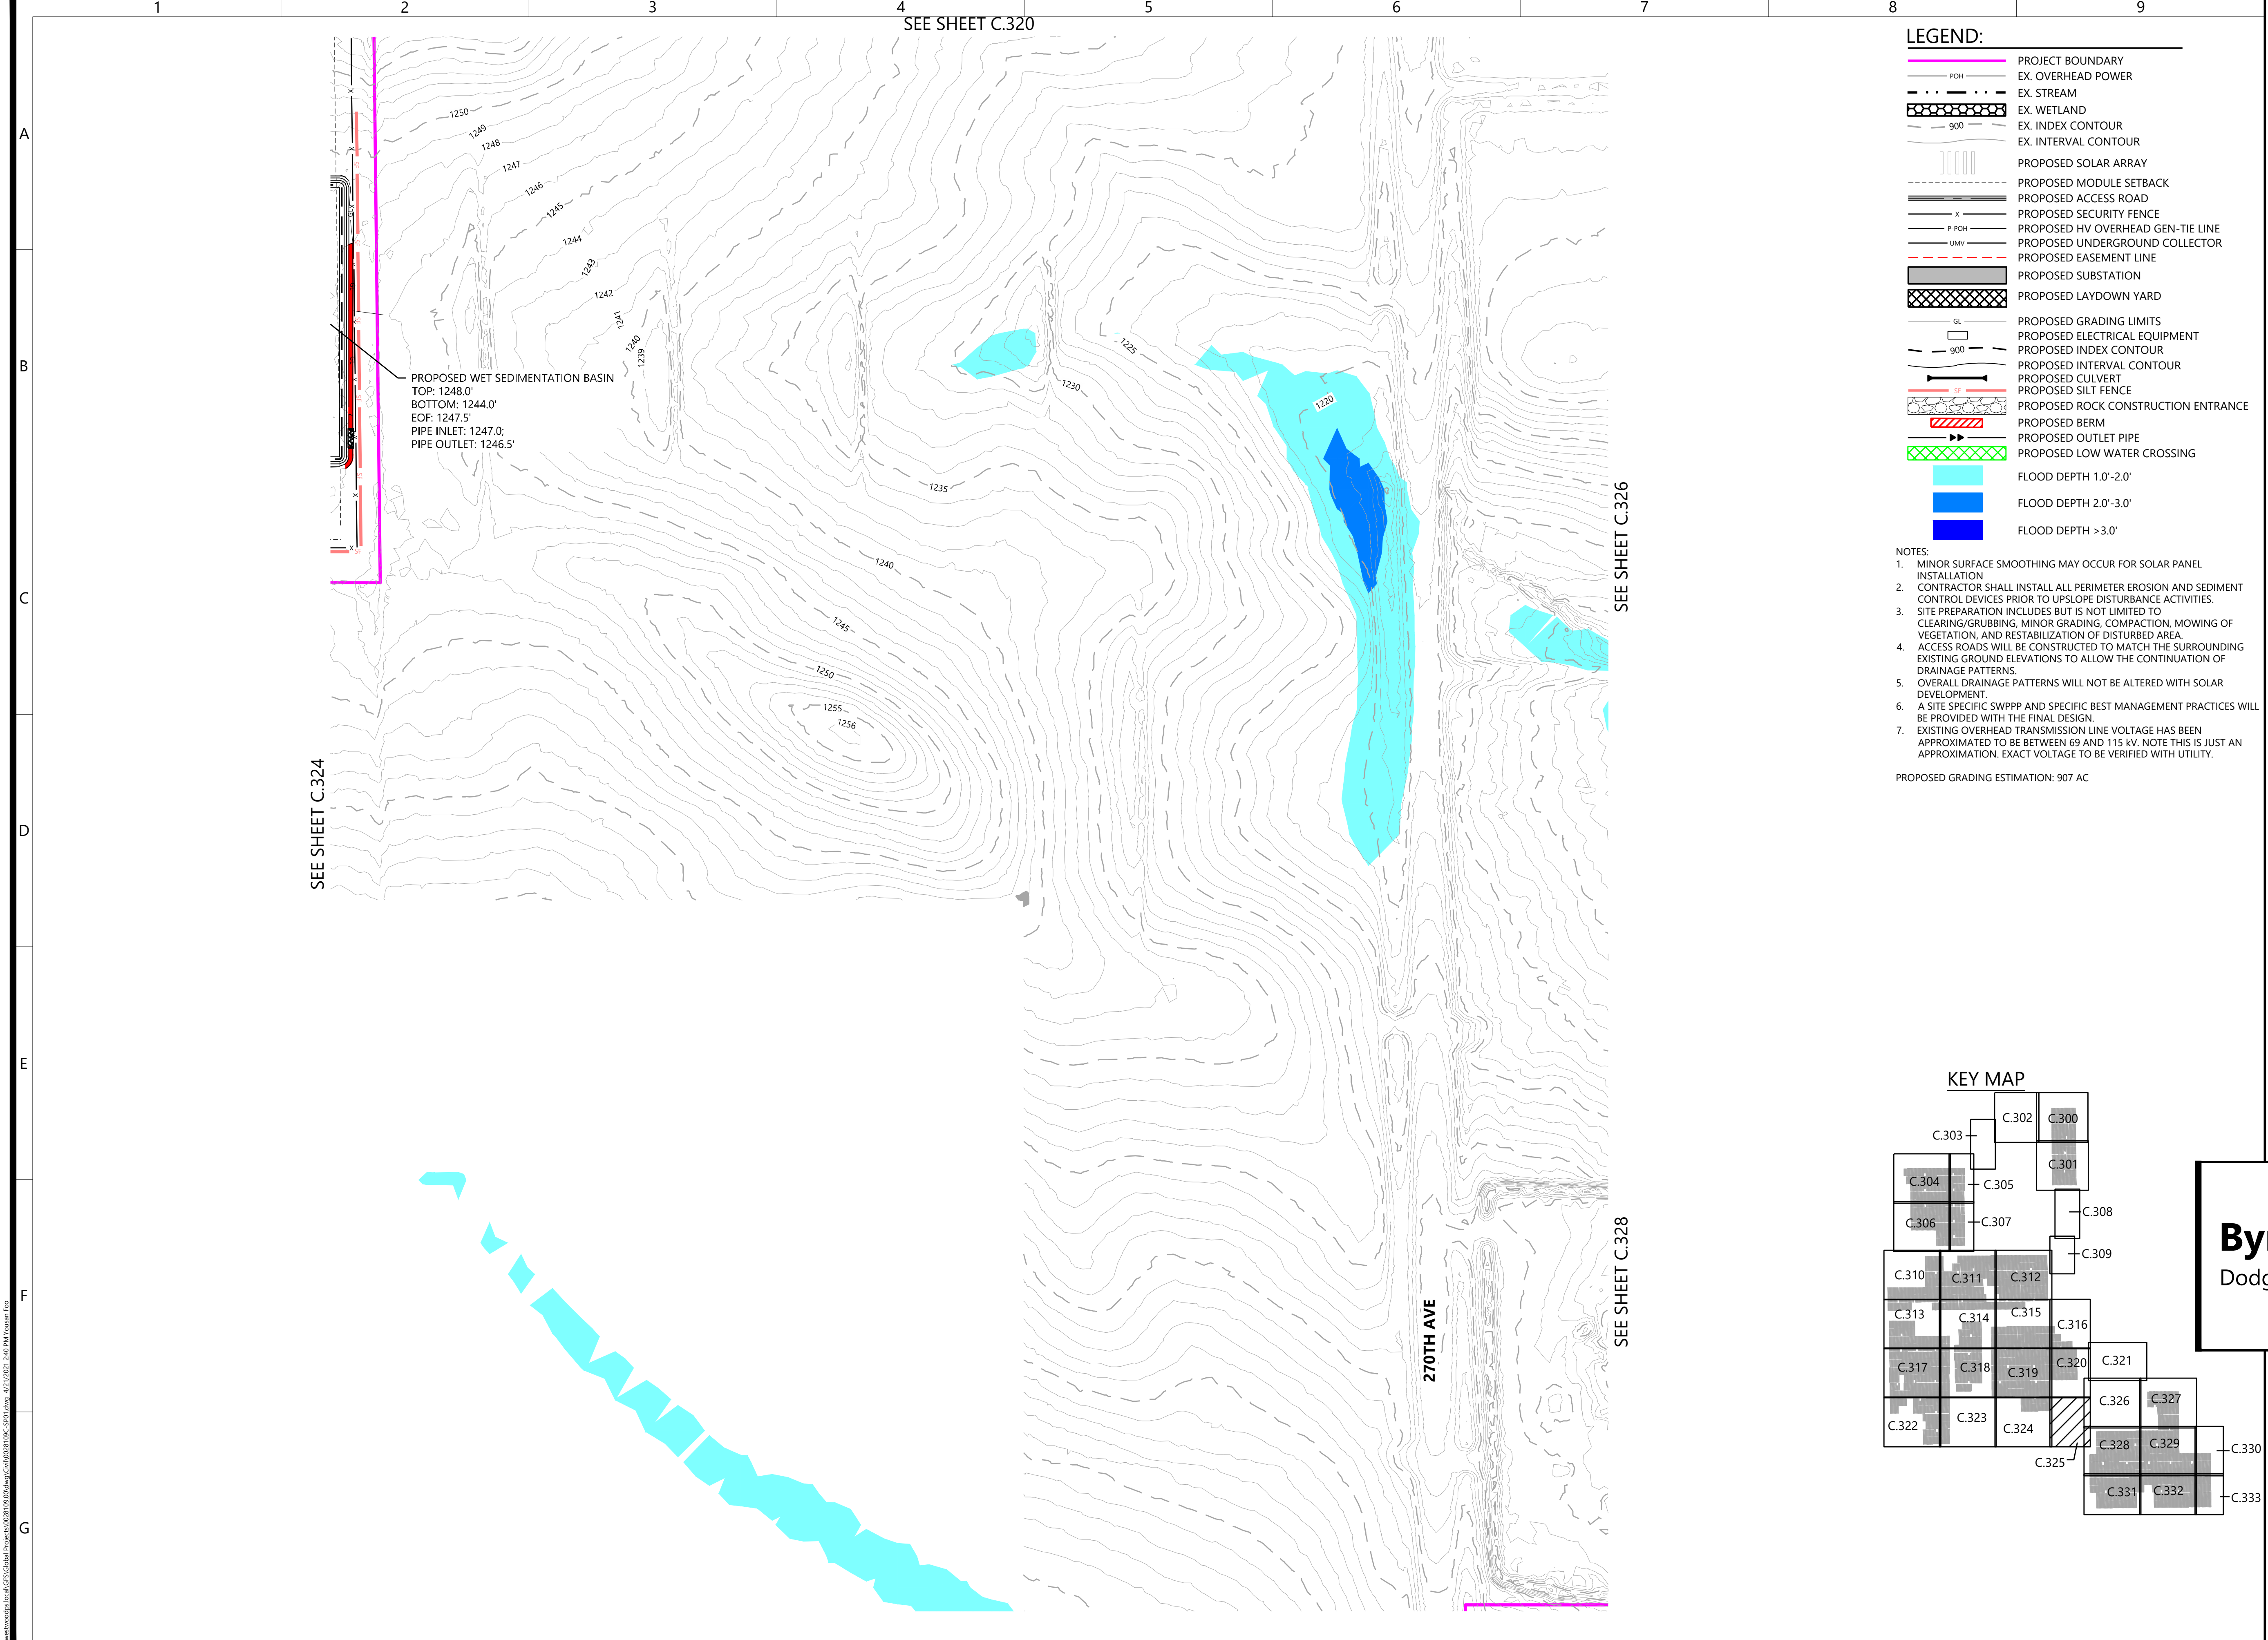 1 2 3 4 5 6 7 8 9
SEE SHEET C.320
A
B
C
D
E
F
G
1250
1249
1248
1247
1246
1245
1244
1243
1242
1241
1240
1239
1225
1230
1220
1235
1240
1245
1250
1255
1256
PROPOSED WET SEDIMENTATION BASIN
TOP: 1248.0'
BOTTOM: 1244.0'
EOF: 1247.5'
PIPE INLET: 1247.0;
PIPE OUTLET: 1246.5'
SEE SHEET C.324
SEE SHEET C.326
SEE SHEET C.328
270TH AVE
LEGEND:
PROJECT BOUNDARY
POH EX. OVERHEAD POWER
EX. STREAM
EX. WETLAND
900 EX. INDEX CONTOUR
EX. INTERVAL CONTOUR
PROPOSED SOLAR ARRAY
PROPOSED MODULE SETBACK
PROPOSED ACCESS ROAD
X PROPOSED SECURITY FENCE
P-POH PROPOSED HV OVERHEAD GEN-TIE LINE
UMV PROPOSED UNDERGROUND COLLECTOR
PROPOSED EASEMENT LINE
PROPOSED SUBSTATION
PROPOSED LAYDOWN YARD
GL PROPOSED GRADING LIMITS
PROPOSED ELECTRICAL EQUIPMENT
900 PROPOSED INDEX CONTOUR
PROPOSED INTERVAL CONTOUR
PROPOSED CULVERT
SF PROPOSED SILT FENCE
PROPOSED ROCK CONSTRUCTION ENTRANCE
PROPOSED BERM
PROPOSED OUTLET PIPE
PROPOSED LOW WATER CROSSING
FLOOD DEPTH 1.0'-2.0'
FLOOD DEPTH 2.0'-3.0'
FLOOD DEPTH >3.0'
NOTES:
1. MINOR SURFACE SMOOTHING MAY OCCUR FOR SOLAR PANEL
INSTALLATION
2. CONTRACTOR SHALL INSTALL ALL PERIMETER EROSION AND SEDIMENT
CONTROL DEVICES PRIOR TO UPSLOPE DISTURBANCE ACTIVITIES.
3. SITE PREPARATION INCLUDES BUT IS NOT LIMITED TO
CLEARING/GRUBBING, MINOR GRADING, COMPACTION, MOWING OF
VEGETATION, AND RESTABILIZATION OF DISTURBED AREA.
4. ACCESS ROADS WILL BE CONSTRUCTED TO MATCH THE SURROUNDING
EXISTING GROUND ELEVATIONS TO ALLOW THE CONTINUATION OF
DRAINAGE PATTERNS.
5. OVERALL DRAINAGE PATTERNS WILL NOT BE ALTERED WITH SOLAR
DEVELOPMENT.
6. A SITE SPECIFIC SWPPP AND SPECIFIC BEST MANAGEMENT PRACTICES WILL
BE PROVIDED WITH THE FINAL DESIGN.
7. EXISTING OVERHEAD TRANSMISSION LINE VOLTAGE HAS BEEN
APPROXIMATED TO BE BETWEEN 69 AND 115 kV. NOTE THIS IS JUST AN
APPROXIMATION. EXACT VOLTAGE TO BE VERIFIED WITH UTILITY.
PROPOSED GRADING ESTIMATION: 907 AC
KEY MAP
C.302 C.300
C.303
C.301
C.304 C.305
C.308
C.306 C.307
C.309
C.310 C.311 C.312
C.313 C.314 C.315 C.316
C.317 C.318 C.319 C.320 C.321
C.322 C.323 C.324 C.326 C.327
C.325 C.328 C.329 C.330
C.331 C.332 C.333